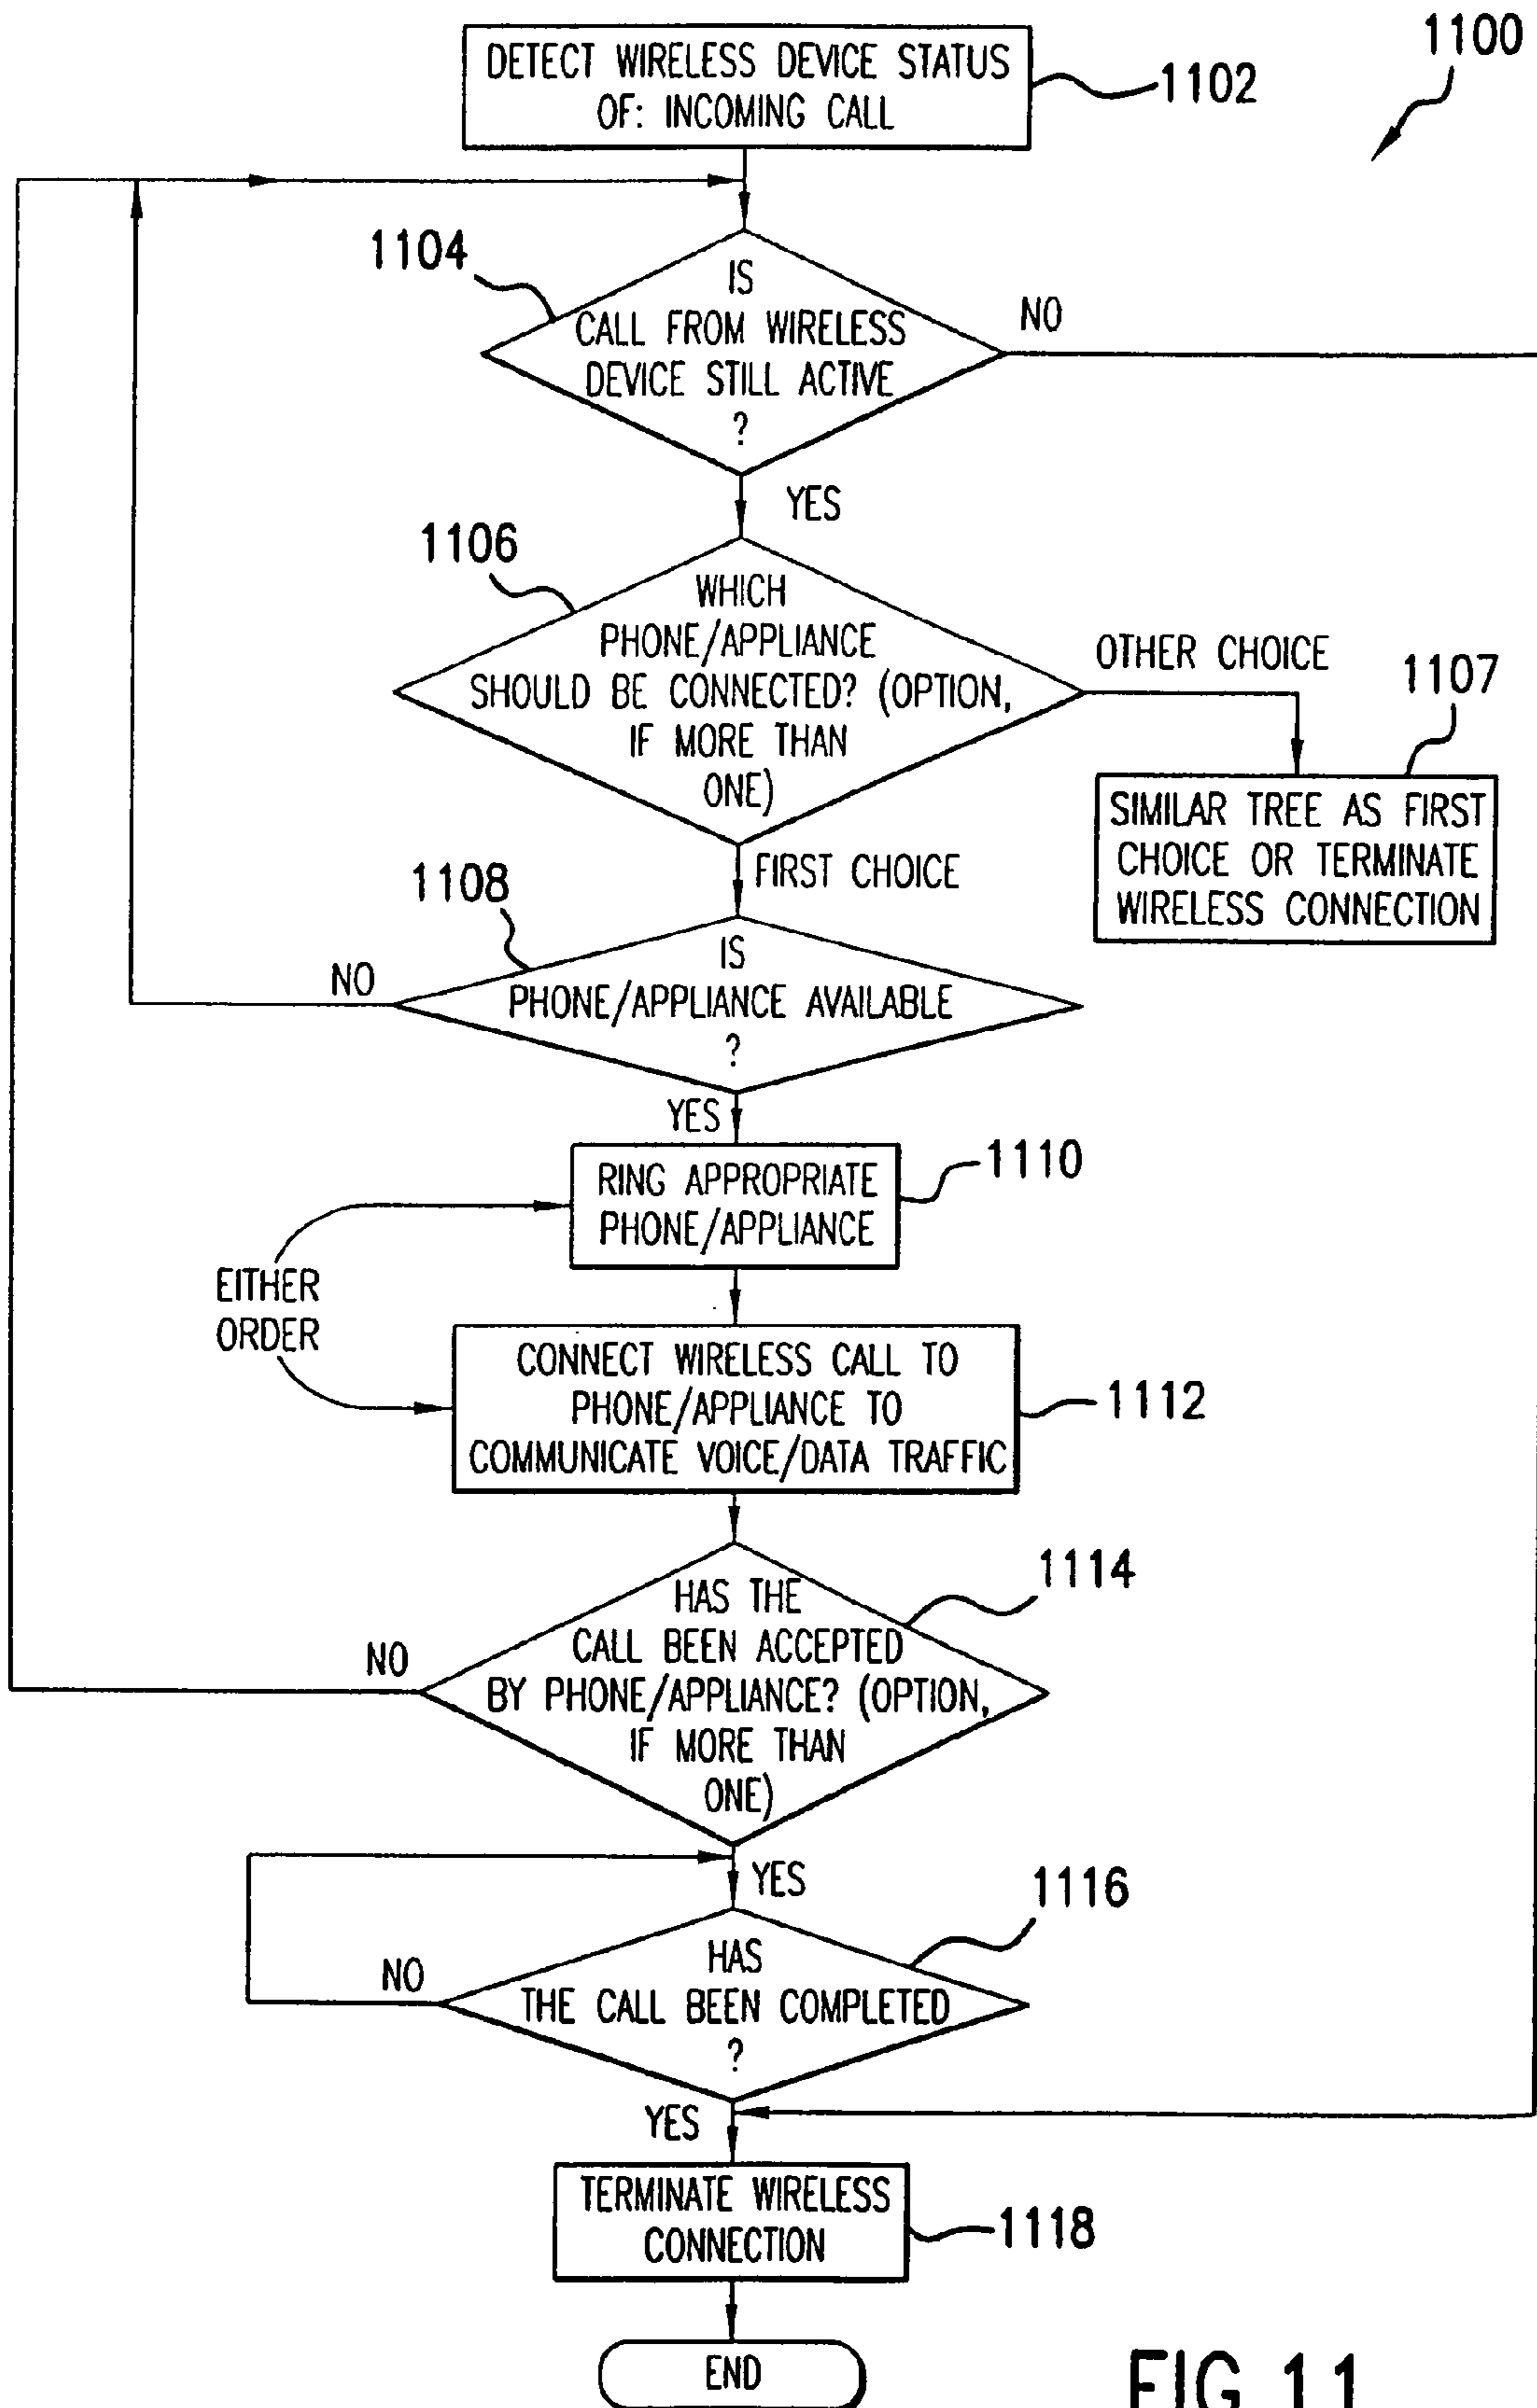 1100
DETECT WIRELESS DEVICE STATUS
OF: INCOMING CALL
1102
1104
IS
CALL FROM WIRELESS
DEVICE STILL ACTIVE
?
NO
YES
1106
WHICH
PHONE/APPLIANCE
SHOULD BE CONNECTED? (OPTION,
IF MORE THAN
ONE)
OTHER CHOICE
1107
SIMILAR TREE AS FIRST
CHOICE OR TERMINATE
WIRELESS CONNECTION
FIRST CHOICE
1108
IS
PHONE/APPLIANCE AVAILABLE
?
NO
YES
RING APPROPRIATE
PHONE/APPLIANCE
1110
EITHER
ORDER
CONNECT WIRELESS CALL TO
PHONE/APPLIANCE TO
COMMUNICATE VOICE/DATA TRAFFIC
1112
HAS THE
CALL BEEN ACCEPTED
BY PHONE/APPLIANCE? (OPTION,
IF MORE THAN
ONE)
1114
NO
YES
1116
HAS
THE CALL BEEN COMPLETED
?
NO
YES
TERMINATE WIRELESS
CONNECTION
1118
END
FIG. 11